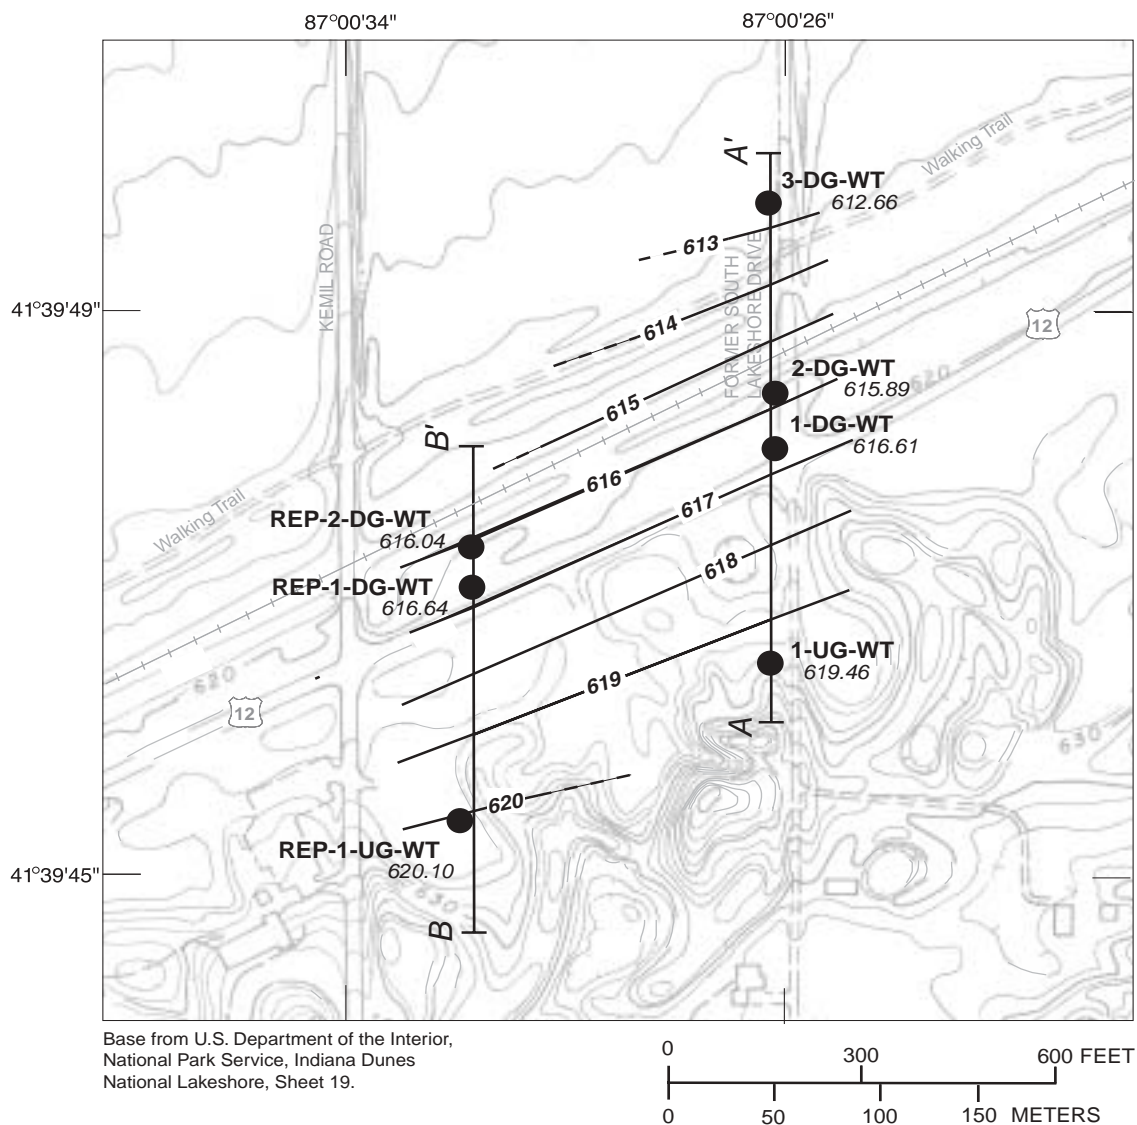 87°00'34"
87°00'26"
A'
Walking Trail
3-DG-WT
612.66
613
KEMIL ROAD
FORMER SOUTH
LAKESHORE DRIVE
41°39'49"
614
12
2-DG-WT
615.89
620
615
1-DG-WT
616.61
B'
616
617
Walking Trail
REP-2-DG-WT
616.04
618
REP-1-DG-WT
616.64
1-UG-WT
619.46
620
619
12
A
630
620
REP-1-UG-WT
620.10
41°39'45"
630
B
Base from U.S. Department of the Interior,
National Park Service, Indiana Dunes
National Lakeshore, Sheet 19.
0 300 600 FEET
0 50 100 150 METERS